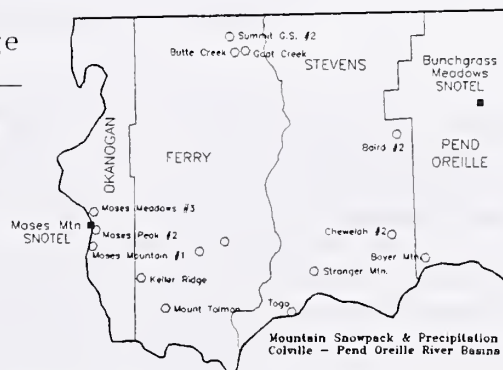 ge
Summit G.S. #2
Butte Creek
Goat Creek
STEVENS
Bunchgrass
Meadows
SNOTEL
OKANOGAN
FERRY
Baird #2
PEND
OREILLE
Moses Meadows #3
Moses Mtn
SNOTEL
Moses Peak #2
Moses Mountain #1
Chewelah #2
Boyer Mtn.
Stranger Mtn.
Keller Ridge
Mount Tolman
Togo
Mountain Snowpack & Precipitation
Colville - Pend Oreille River Basins